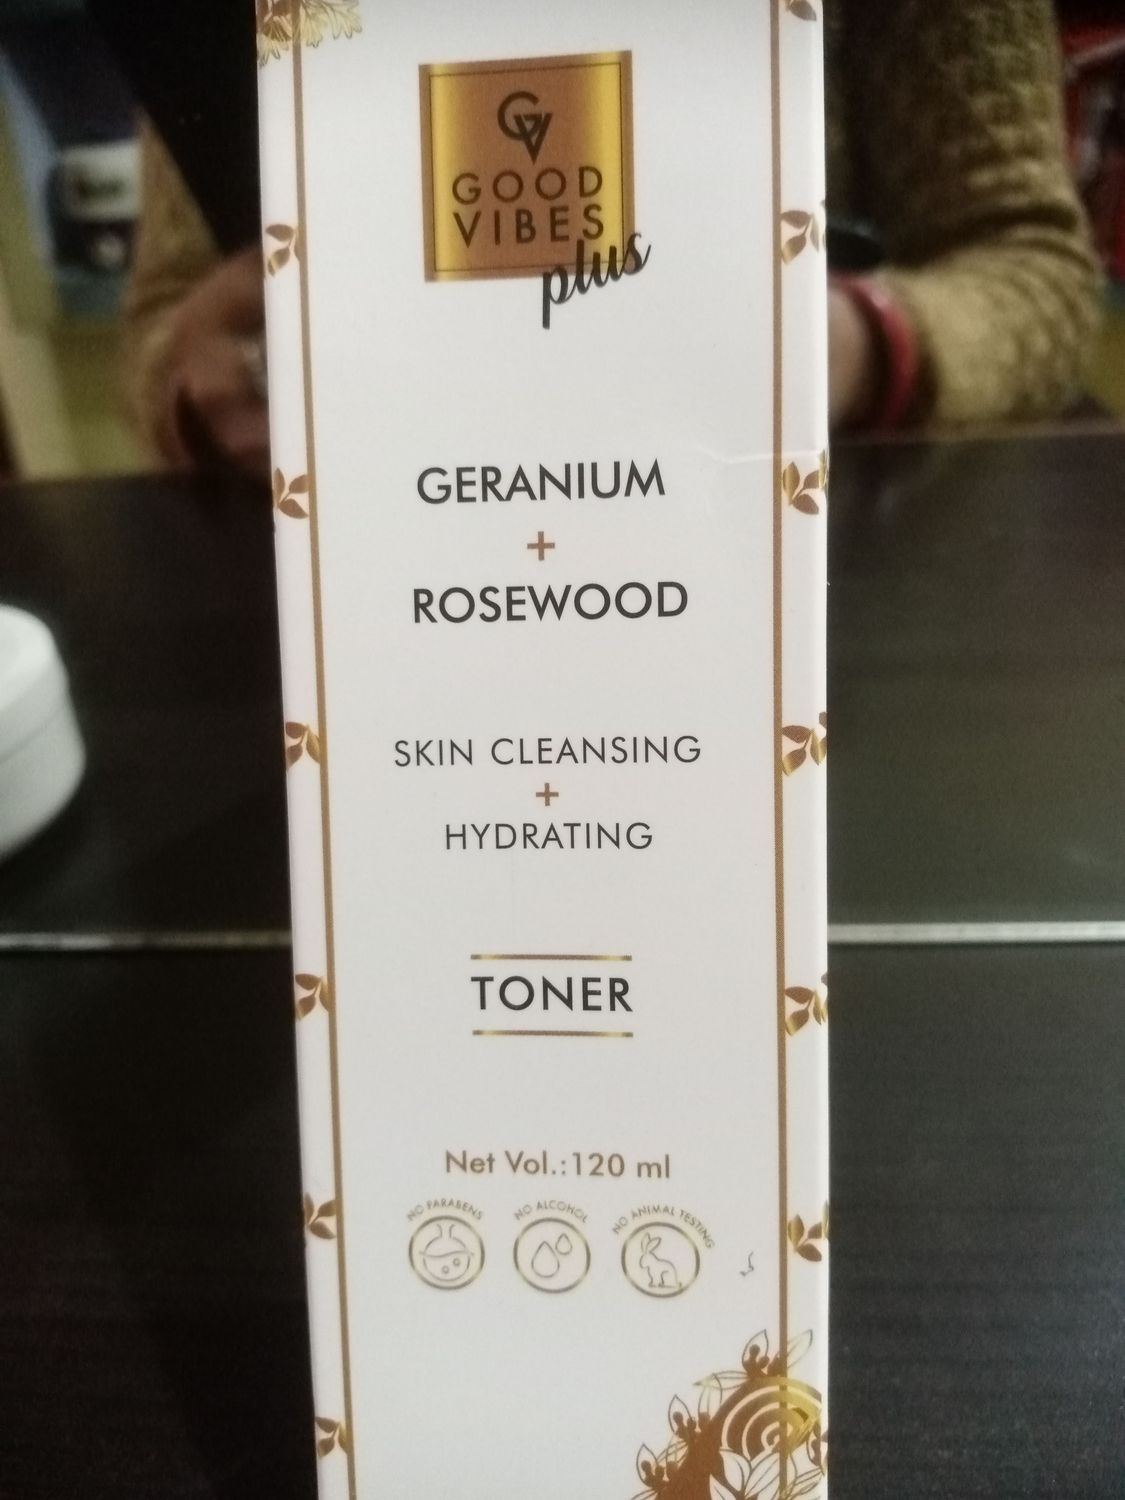 GV
GOOD
VIBES
plus
GERANIUM
+
ROSEWOOD
SKIN CLEANSING
+
HYDRATING
TONER
Net Vol.:120 ml
NO PARABENS
NO ALCOHOL
NO ANIMAL TESTING